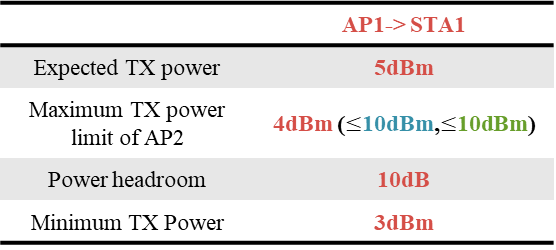 AP1-> STA1
Expected TX power 5dBm
Maximum TX power
limit of AP2 4dBm (≤10dBm,≤10dBm)
Power headroom 10dB
Minimum TX Power 3dBm